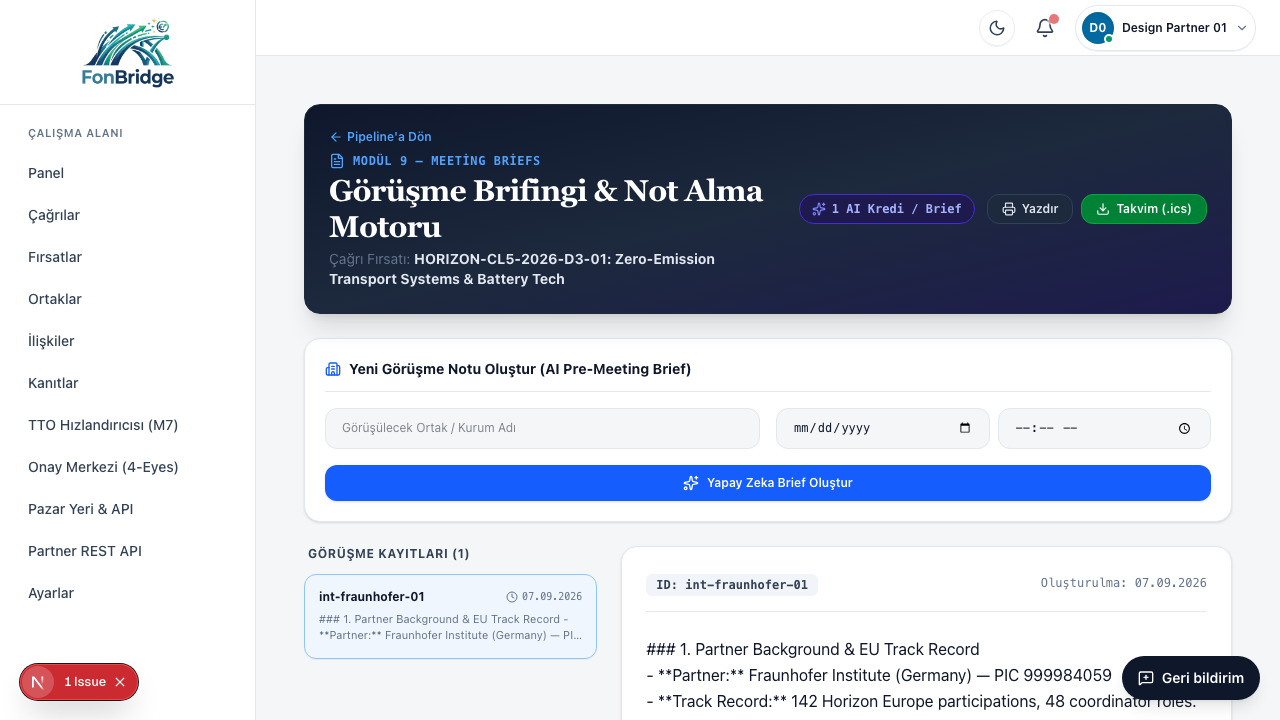 FonBridge
D0
Design Partner 01
ÇALIŞMA ALANI
Panel
Çağrılar
Fırsatlar
Ortaklar
İlişkiler
Kanıtlar
TTO Hızlandırıcısı (M7)
Onay Merkezi (4-Eyes)
Pazar Yeri & API
Partner REST API
Ayarlar
N
1 Issue
Pipeline'a Dön
MODÜL 9 — MEETİNG BRİEFS
Görüşme Brifingi & Not Alma
Motoru
Çağrı Fırsatı: HORIZON-CL5-2026-D3-01: Zero-Emission
Transport Systems & Battery Tech
1 AI Kredi / Brief
Yazdır
Takvim (.ics)
Yeni Görüşme Notu Oluştur (AI Pre-Meeting Brief)
Görüşülecek Ortak / Kurum Adı
mm/dd/yyyy
--:-- --
Yapay Zeka Brief Oluştur
GÖRÜŞME KAYITLARI (1)
int-fraunhofer-01
07.09.2026
### 1. Partner Background & EU Track Record -
**Partner:** Fraunhofer Institute (Germany) — PI...
ID: int-fraunhofer-01
Oluşturulma: 07.09.2026
### 1. Partner Background & EU Track Record
- **Partner:** Fraunhofer Institute (Germany) — PIC 999984059
- **Track Record:** 142 Horizon Europe participations, 48 coordinator roles.
Geri bildirim